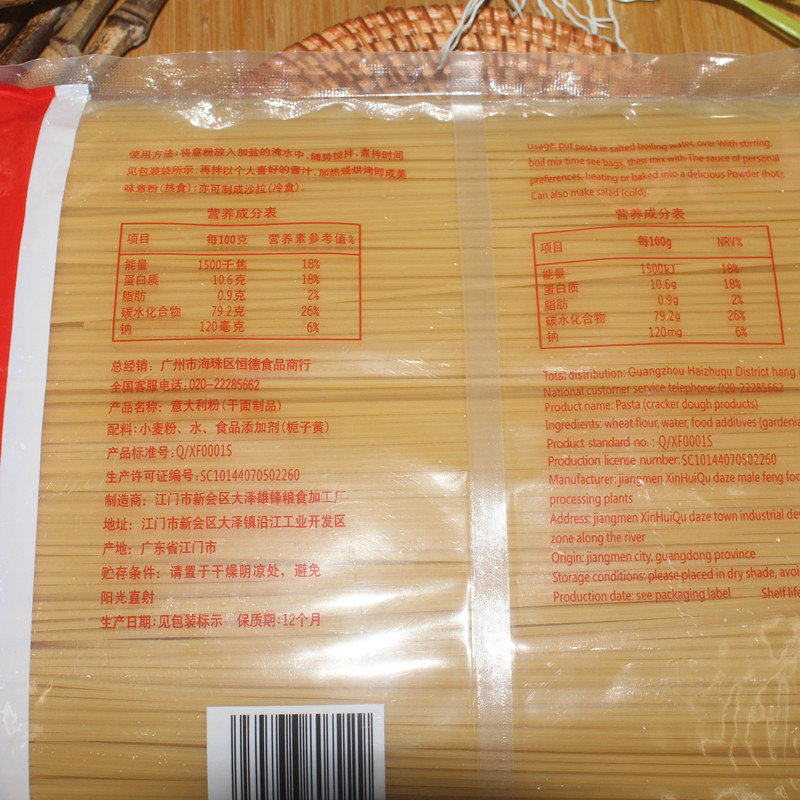 使用方法：将意粉放入加盐的沸水中，随势搅拌，煮拌时间
见包装袋所示，再拌以个人喜好的酱汁，加热或烘烤即成美
味意粉（热食）；亦可制成沙拉（冷食）。
营养成分表
项目 每100克 营养素参考值%
能量 1500千焦 18%
蛋白质 10.6克 18%
脂肪 0.9克 2%
碳水化合物 79.2克 26%
钠 120毫克 6%
总经销：广州市海珠区恒德食品商行
全国客服电话：020-22285662
产品名称：意大利粉（干面制品）
配料：小麦粉、水、食品添加剂（栀子黄）
产品标准号：Q/XF0001S
生产许可证编号：SC10144070502260
制造商：江门市新会区大泽雄锋粮食加工厂
地址：江门市新会区大泽镇沿江工业开发区
产地：广东省江门市
贮存条件：请置于干燥阴凉处，避免
阳光直射
生产日期：见包装标示 保质期：12个月
Usage: put pasta in salted boiling water, over With stirring,
boil mix time see bags, then mix with The sauce of personal
preferences, heating or baked into a delicious Powder (hot);
Can also make salad (cold).
营养成分表
项目 每100g NRV%
能量 1500kJ 18%
蛋白质 10.6g 18%
脂肪 0.9g 2%
碳水化合物 79.2g 26%
钠 120mg 6%
Total distribution: Guangzhou Haizhuqu District hang
National customer service telephone: 020-22285662
Product name: Pasta (cracker dough products)
Ingredients: wheat flour, water, food additives (gardenia
Product standard no. : Q/XF0001S
Production license number: SC10144070502260
Manufacturer: jiangmen XinHuiQu daze male feng foo
processing plants
Address: jiangmen XinHuiQu daze town industrial de
zone along the river
Origin: jiangmen city, guangdong province
Storage conditions: please placed in dry shade, avoi
Production date: see packaging label Shelf life